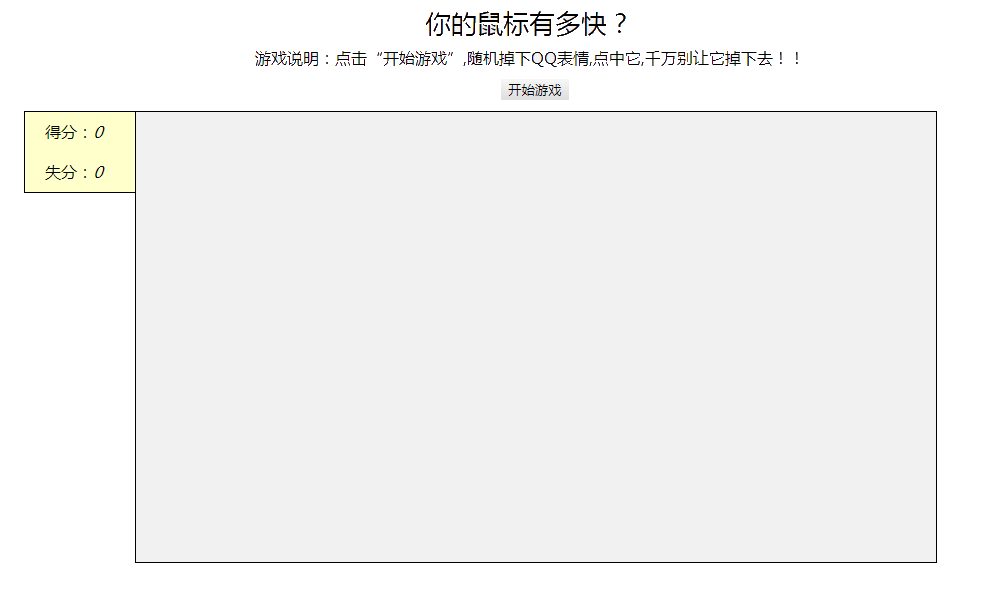 你的鼠标有多快？
游戏说明：点击“开始游戏”,随机掉下QQ表情,点中它,千万别让它掉下去！！
开始游戏
得分：0
失分：0